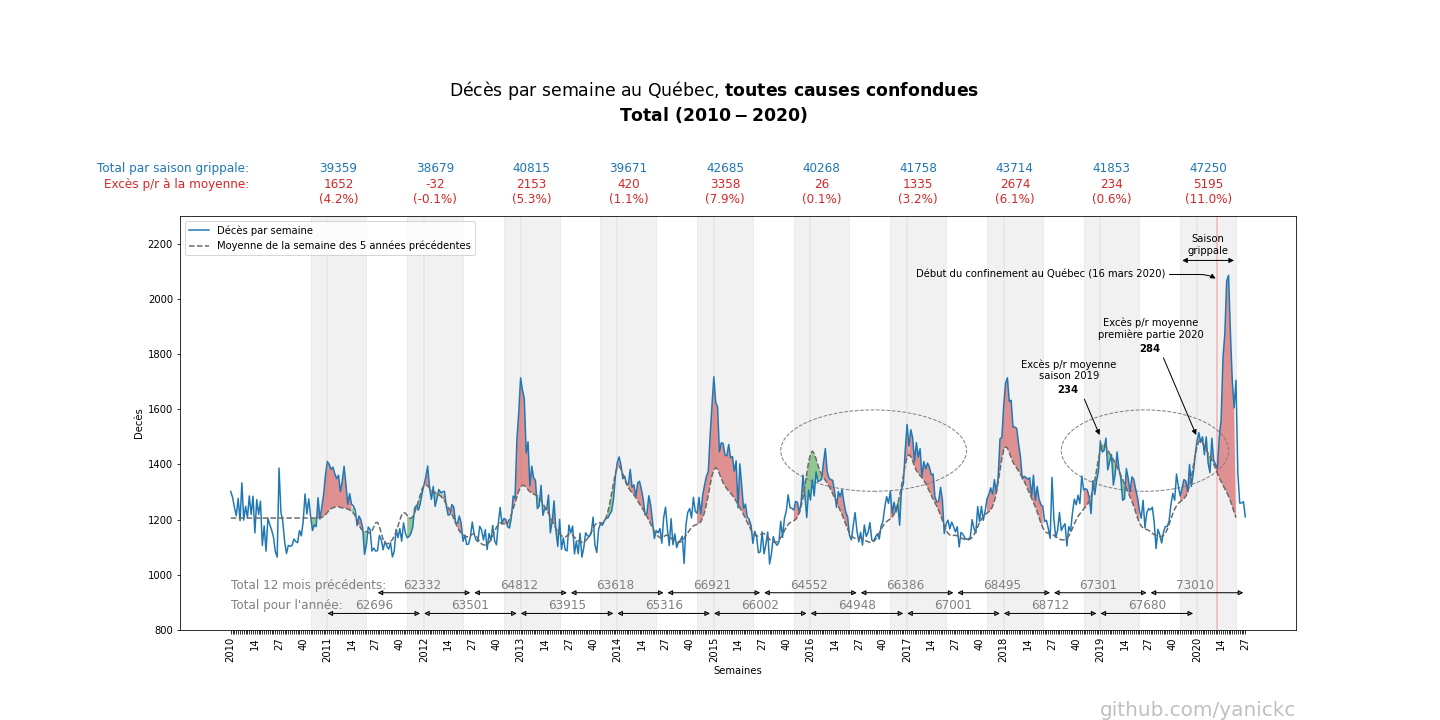 Décès par semaine au Québec, toutes causes confondues
Total (2010 – 2020)
Total par saison grippale: 39359 38679 40815 39671 42685 40268 41758 43714 41853 47250
Excès p/r à la moyenne: 1652 -32 2153 420 3358 26 1335 2674 234 5195
(4.2%) (-0.1%) (5.3%) (1.1%) (7.9%) (0.1%) (3.2%) (6.1%) (0.6%) (11.0%)
Décès par semaine
Moyenne de la semaine des 5 années précédentes
Saison
grippale
Début du confinement au Québec (16 mars 2020)
Excès p/r moyenne
première partie 2020
284
Excès p/r moyenne
saison 2019
234
2200
2000
1800
1600
1400
1200
1000
800
Décès
Total 12 mois précédents: 62332 64812 63618 66921 64552 66386 68495 67301 73010
Total pour l'année: 62696 63501 63915 65316 66002 64948 67001 68712 67680
2010 14 27 40 2011 14 27 40 2012 14 27 40 2013 14 27 40 2014 14 27 40 2015 14 27 40 2016 14 27 40 2017 14 27 40 2018 14 27 40 2019 14 27 40 2020 14 27
Semaines
github.com/yanickc